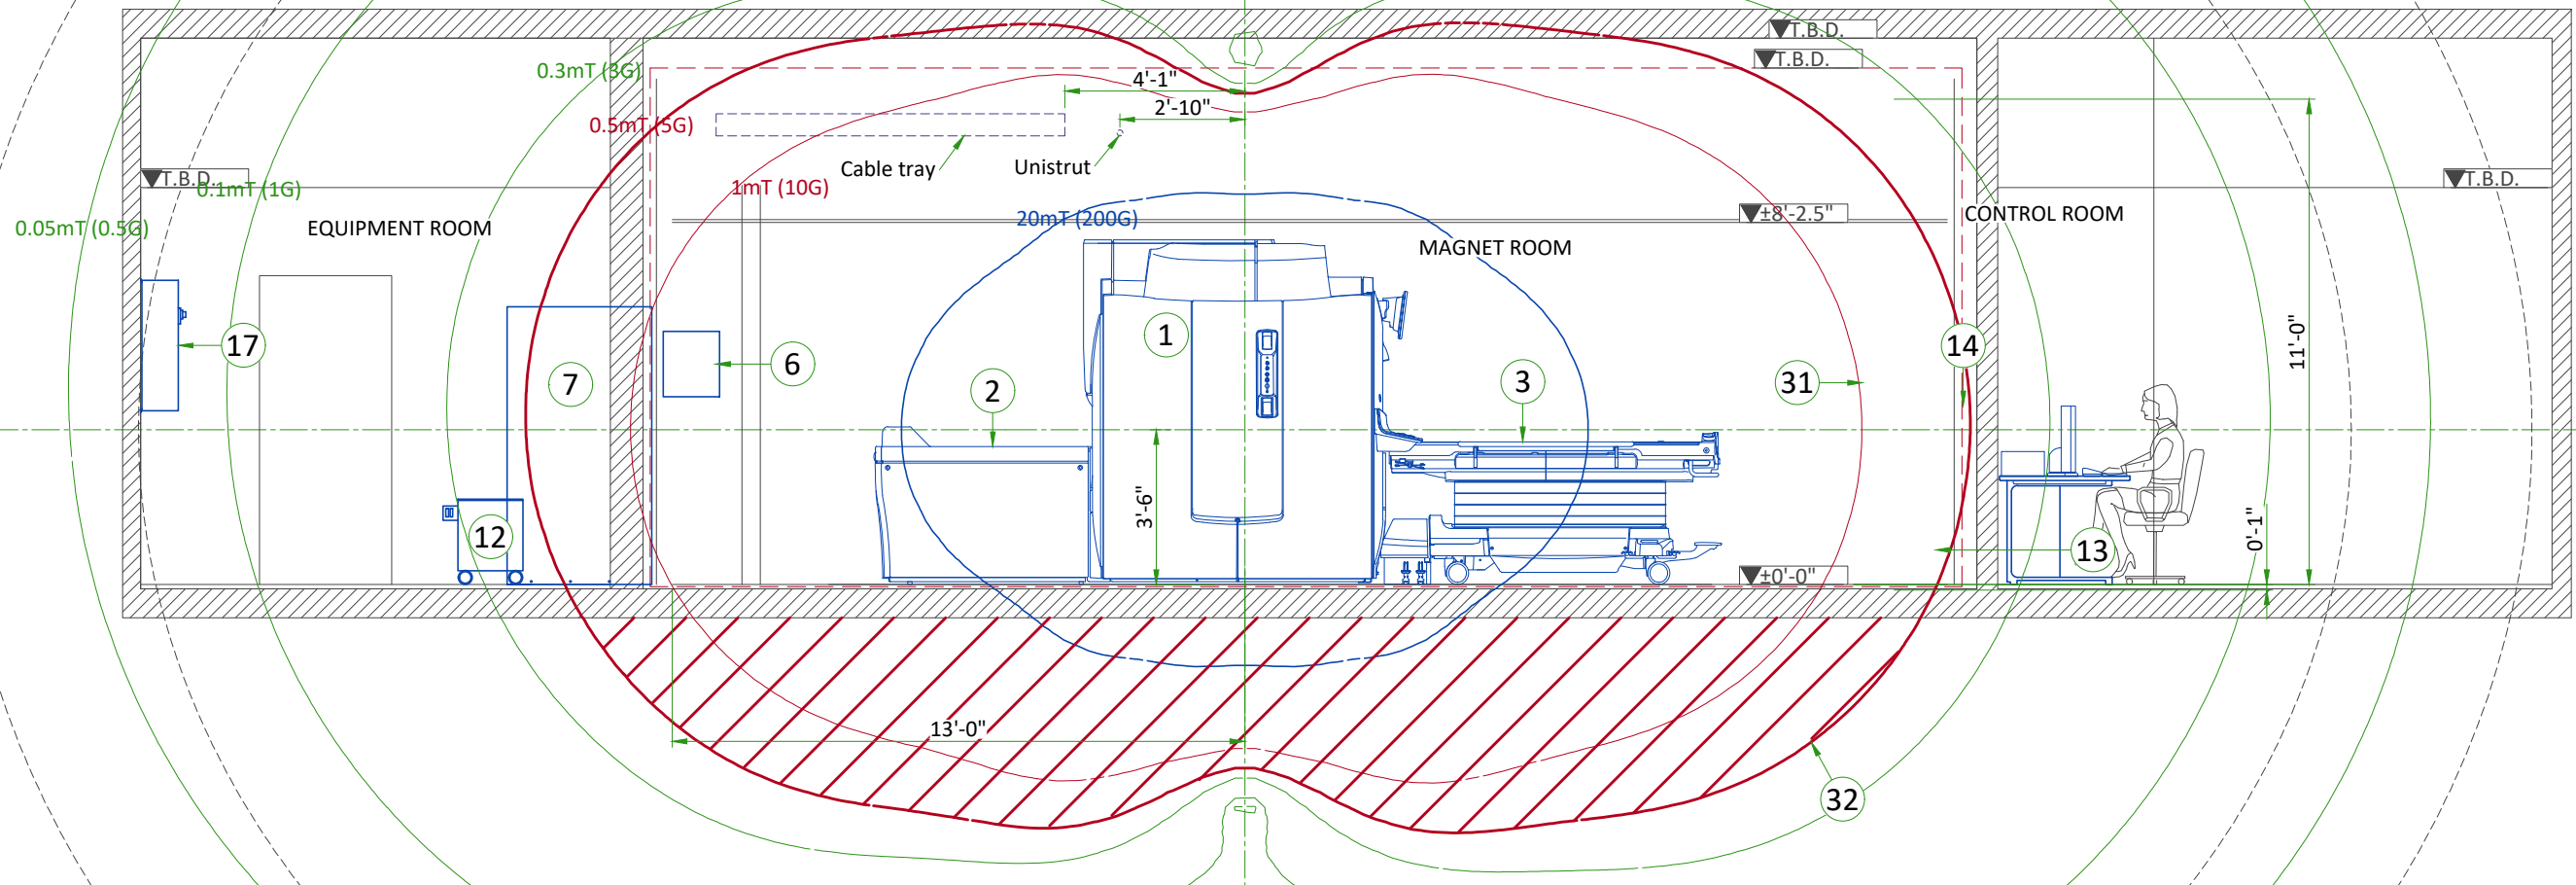 T.B.D.
T.B.D.
0.3mT (3G)
4'-1"
2'-10"
0.5mT (5G)
Cable tray
Unistrut
T.B.D.
0.1mT (1G)
1mT (10G)
T.B.D.
0.05mT (0.5G)
EQUIPMENT ROOM
20mT (200G)
±8'-2.5"
CONTROL ROOM
MAGNET ROOM
17
7
6
1
2
3
31
14
11'-0"
12
3'-6"
0'-1"
13
±0'-0"
13'-0"
32